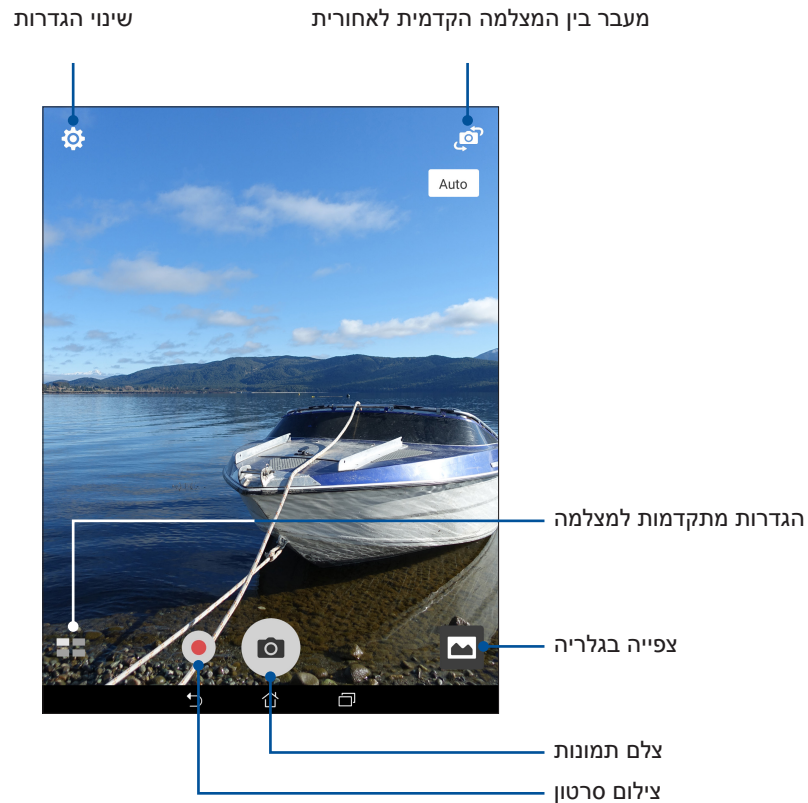 מעבר בין המצלמה הקדמית לאחורית
שינוי הגדרות
Auto
הגדרות מתקדמות למצלמה
צפייה בגלריה
צלם תמונות
צילום סרטון